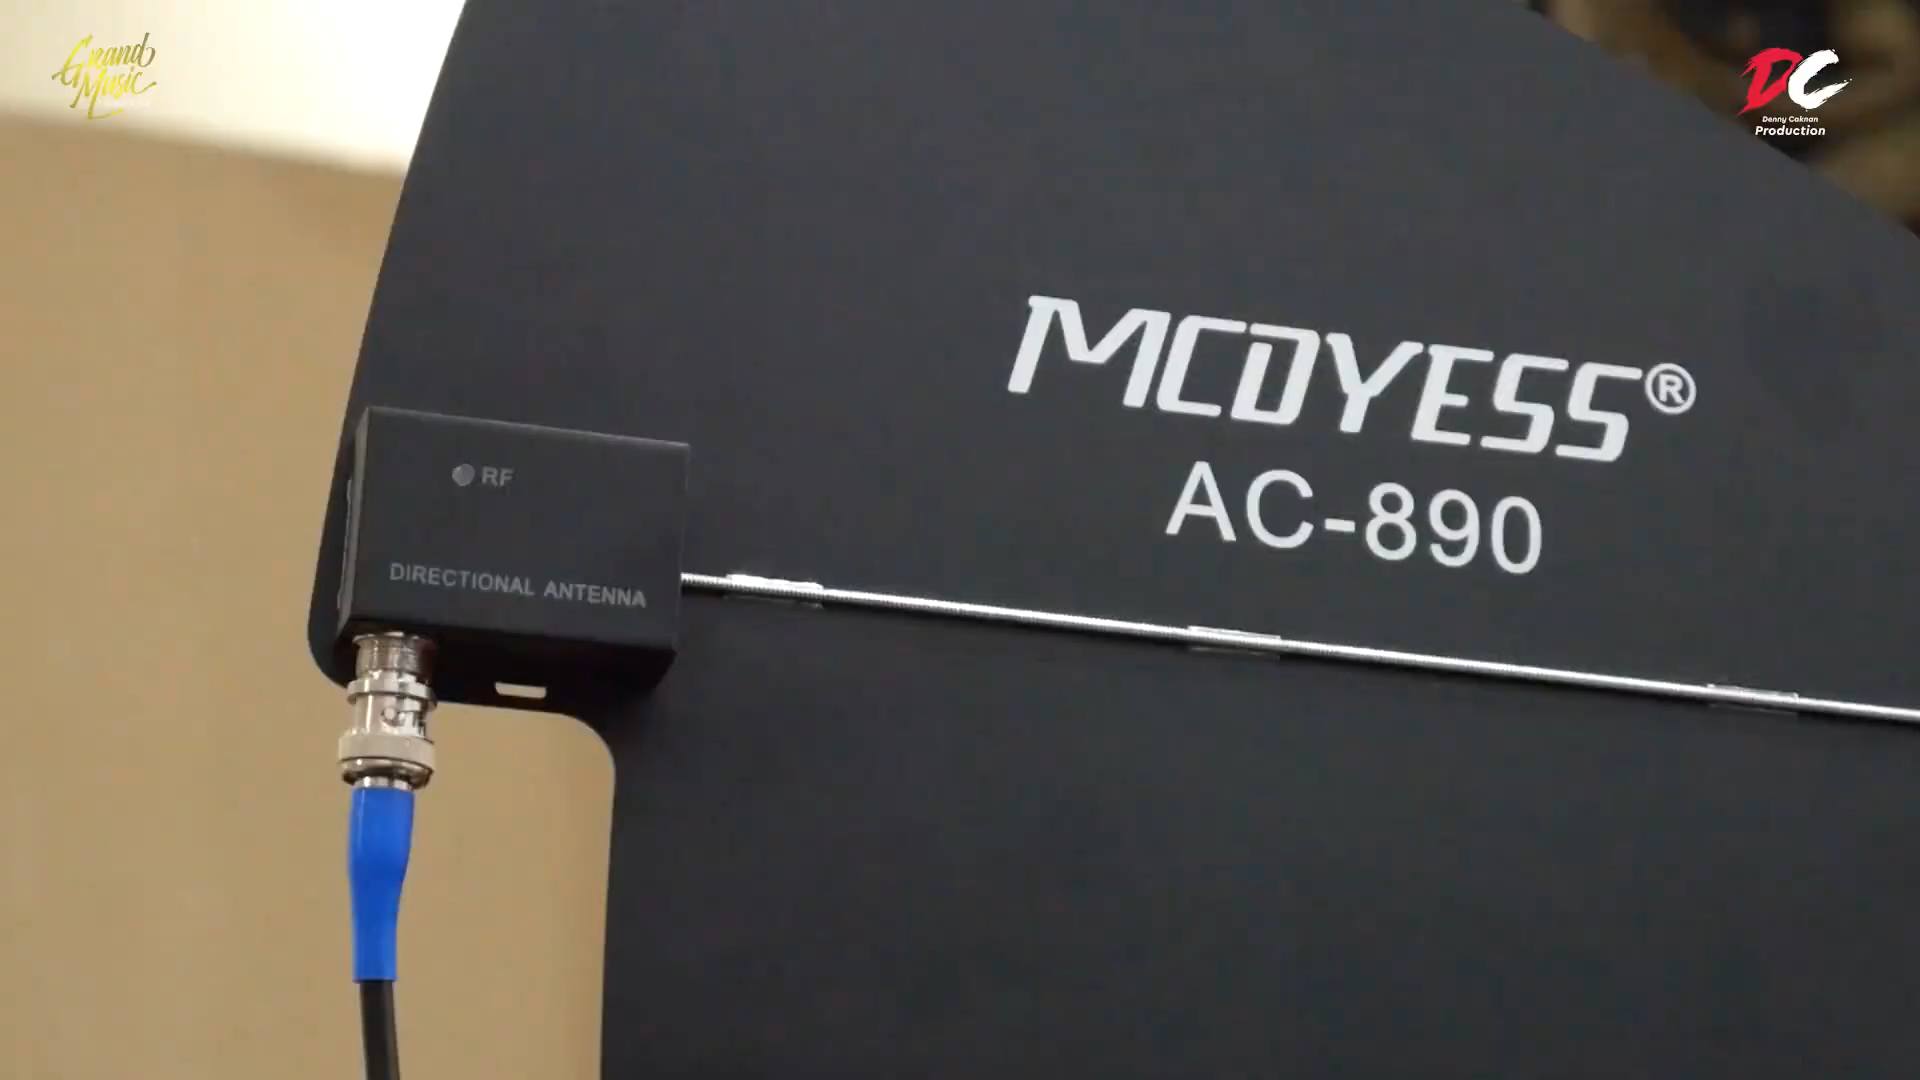 Grand
Music
DC
Denny Caknan
Production
MCDYESS®
AC-890
RF
DIRECTIONAL ANTENNA